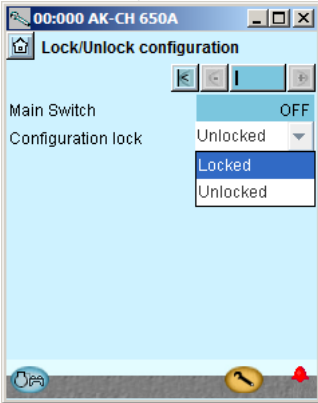 00:000 AK-CH 650A
Lock/Unlock configuration
Main Switch OFF
Configuration lock Unlocked
Locked
Unlocked